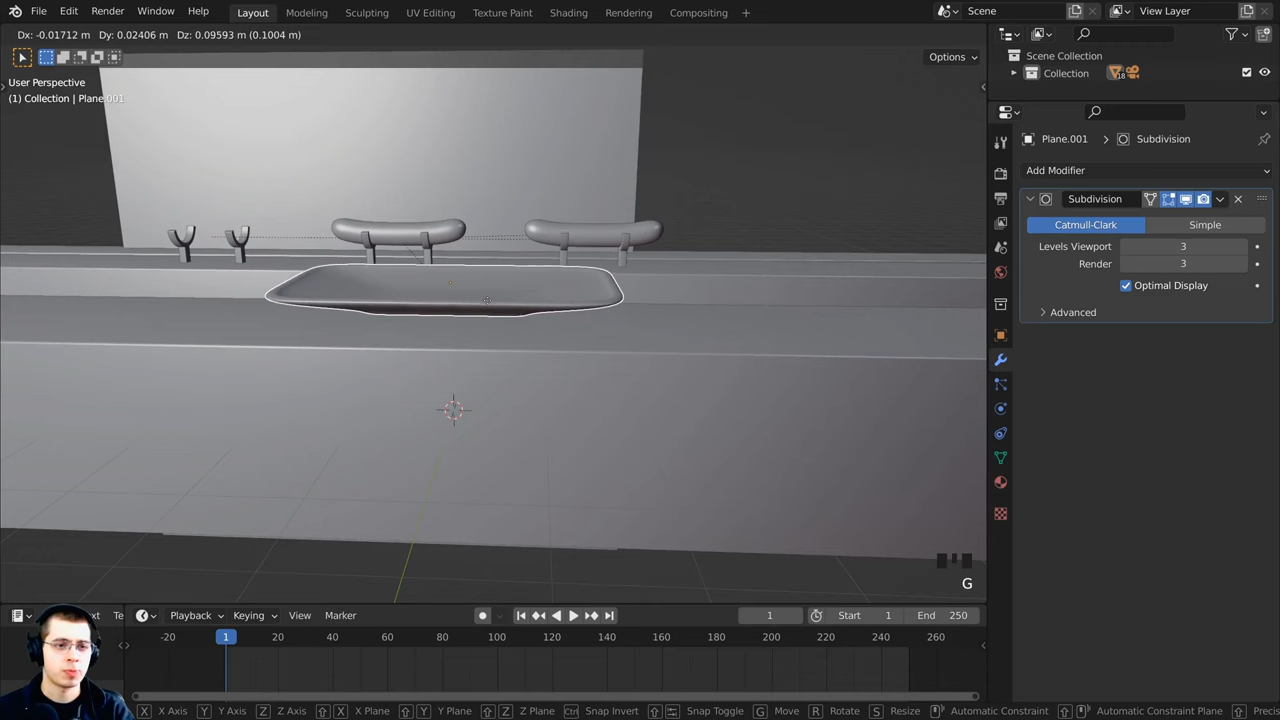 File Edit Render Window Help
Layout Modeling Sculpting UV Editing Texture Paint Shading Rendering Compositing +
Scene
View Layer
Dx: -0.01712 m Dy: 0.02406 m Dz: 0.09593 m (0.1004 m)
Options
User Perspective
(1) Collection | Plane.001
Scene Collection
Collection
18
Plane.001 > Subdivision
Add Modifier
Subdivision
Catmull-Clark Simple
Levels Viewport 3
Render 3
Optimal Display
Advanced
G
Playback Keying View Marker
1
Start 1
End 250
-20 1 20 40 60 80 100 120 140 160 180 200 220 240 260
X X Axis Y Y Axis Z Z Axis X X Plane Y Y Plane Z Z Plane Ctrl Snap Invert Snap Toggle G Move R Rotate S Resize Automatic Constraint Automatic Constraint Plane